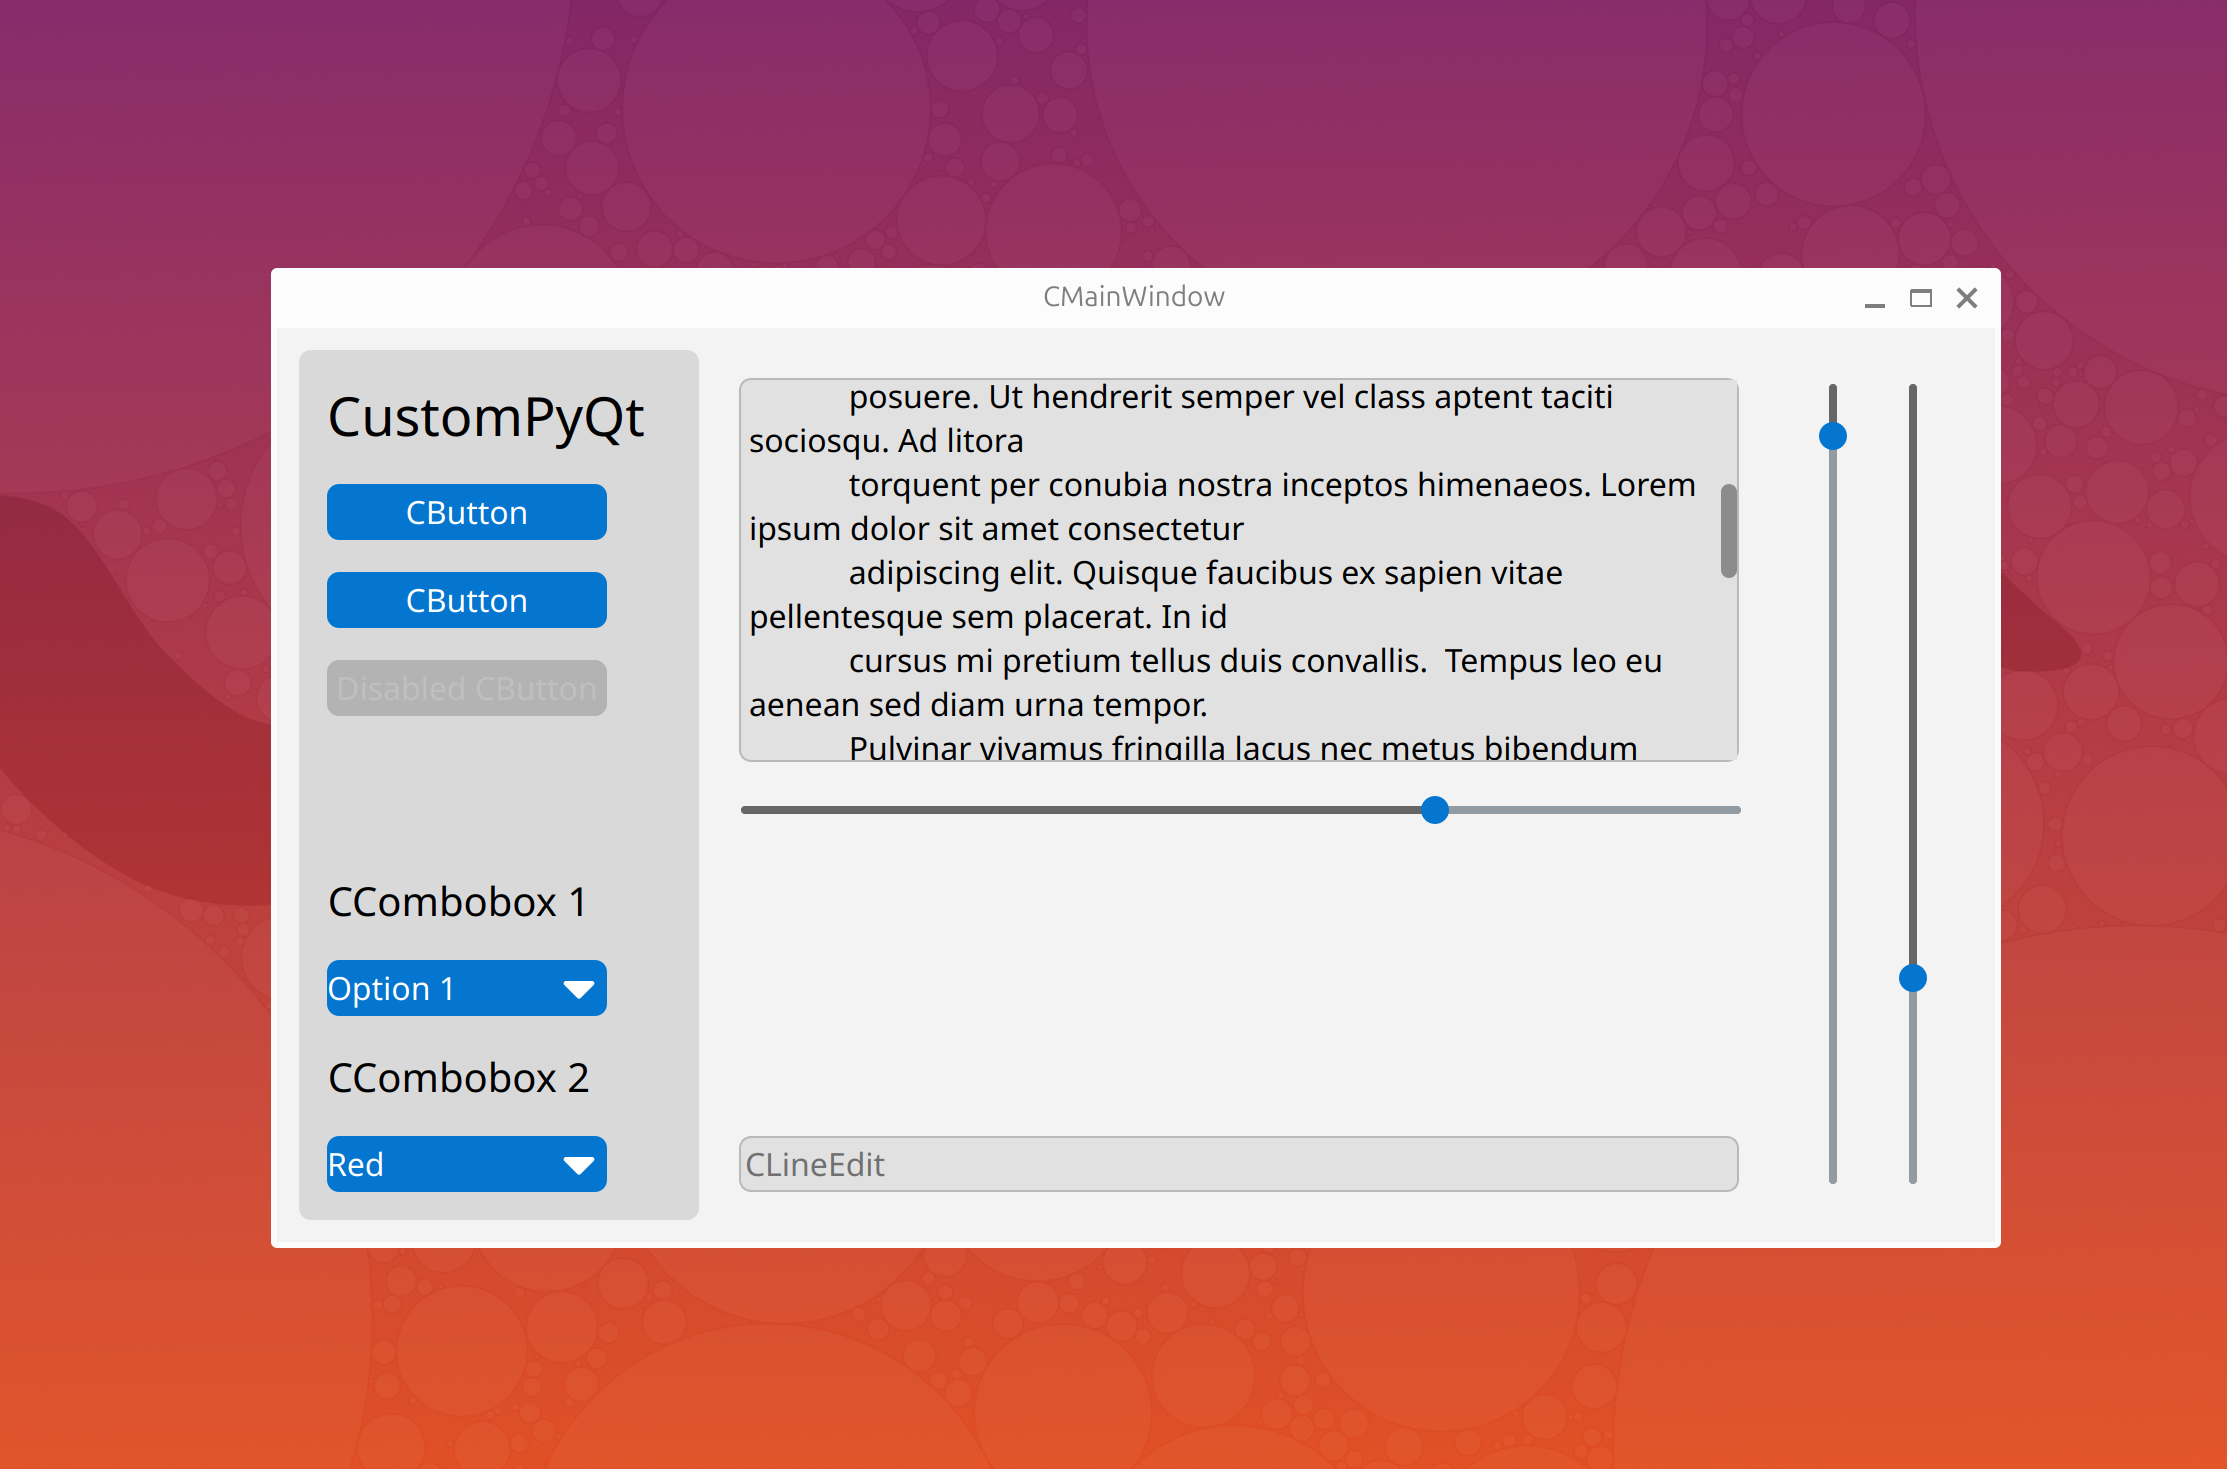 CMainWindow
CustomPyQt
CButton
CButton
Disabled CButton
CCombobox 1
Option 1
CCombobox 2
Red
posuere. Ut hendrerit semper vel class aptent taciti
sociosqu. Ad litora
torquent per conubia nostra inceptos himenaeos. Lorem
ipsum dolor sit amet consectetur
adipiscing elit. Quisque faucibus ex sapien vitae
pellentesque sem placerat. In id
cursus mi pretium tellus duis convallis.  Tempus leo eu
aenean sed diam urna tempor.
Pulvinar vivamus fringilla lacus nec metus bibendum
CLineEdit